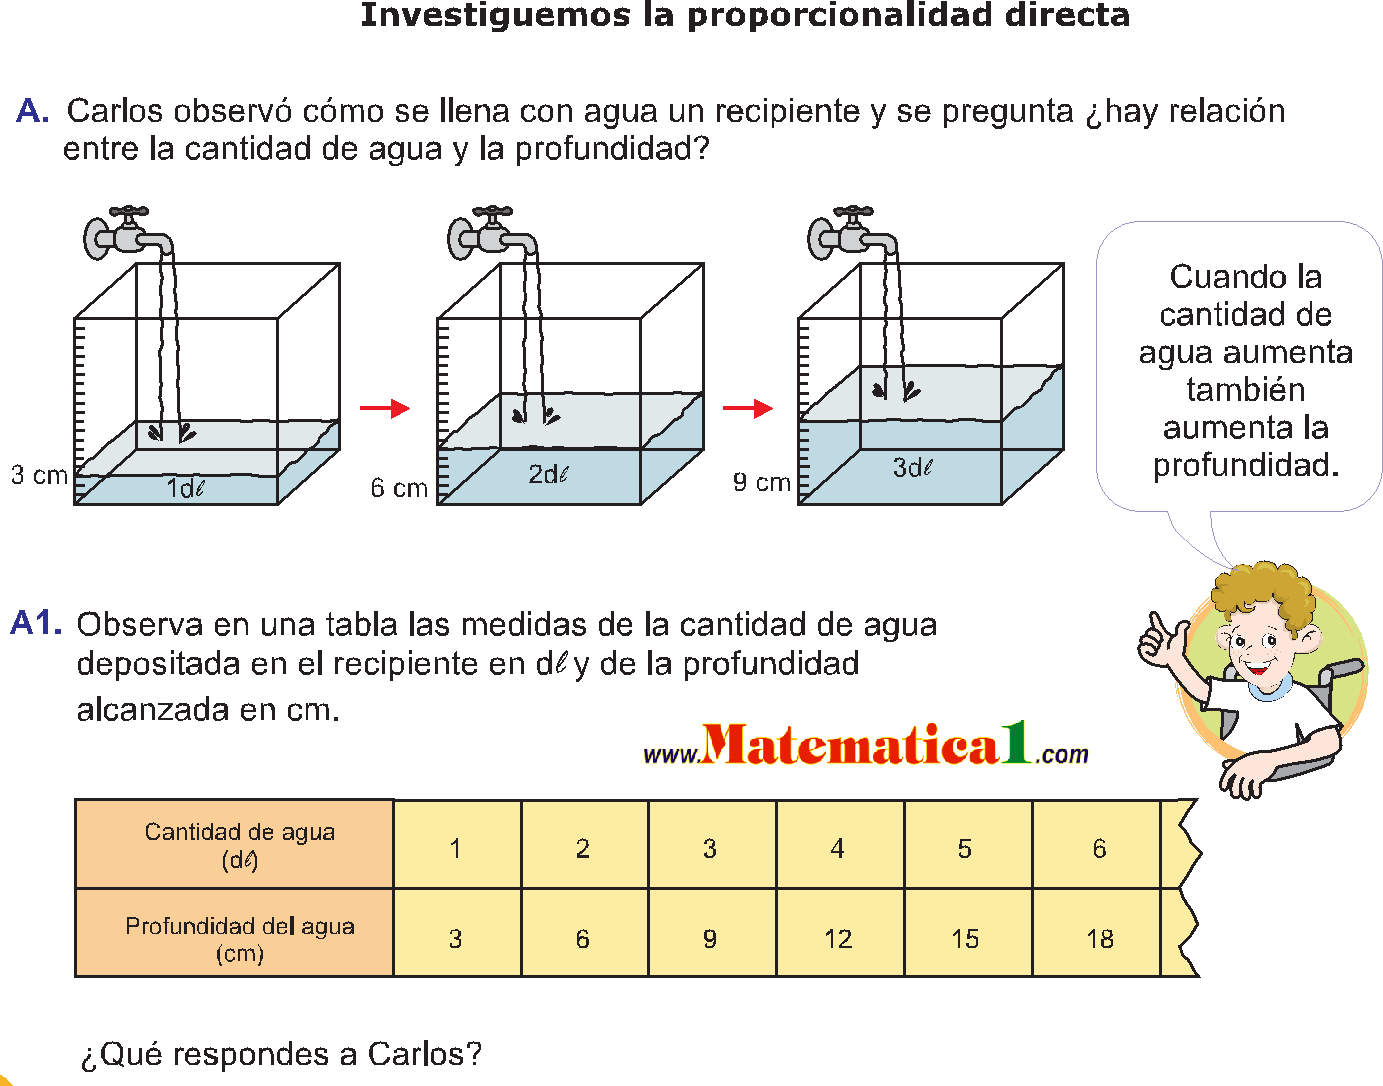 Investiguemos la proporcionalidad directa
A. Carlos observó cómo se llena con agua un recipiente y se pregunta ¿hay relación
entre la cantidad de agua y la profundidad?
3 cm
1dℓ
6 cm
2dℓ
9 cm
3dℓ
Cuando la
cantidad de
agua aumenta
también
aumenta la
profundidad.
A1. Observa en una tabla las medidas de la cantidad de agua
depositada en el recipiente en dℓ y de la profundidad
alcanzada en cm.
www.Matematica1.com
Cantidad de agua
(dℓ)
1 2 3 4 5 6
Profundidad del agua
(cm)
3 6 9 12 15 18
¿Qué respondes a Carlos?